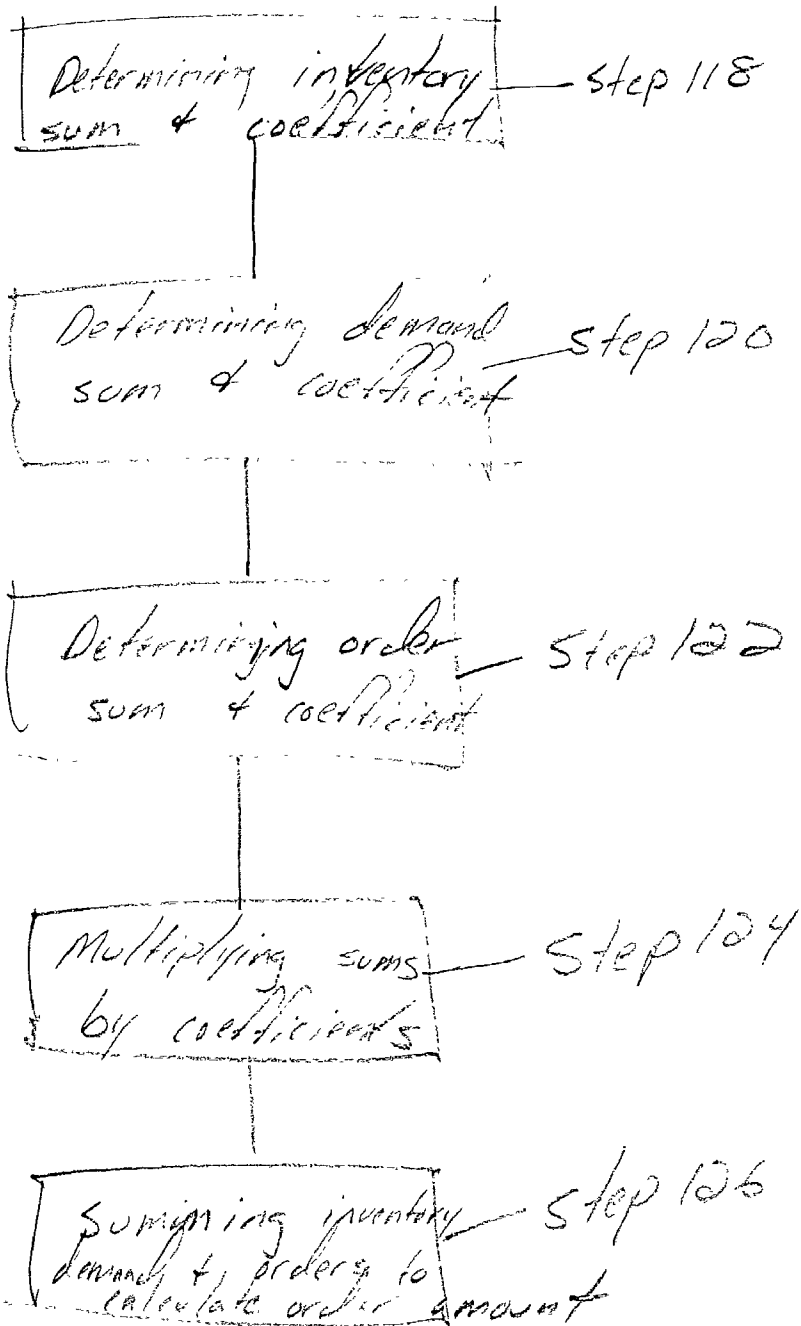 Determining inventory
sum & coefficient
Step 118
Determining demand
sum & coefficient
Step 120
Determining order
sum & coefficient
Step 122
Multiplying sums
by coefficients
Step 124
Summing inventory
demand & orders to
calculate order amount
Step 126